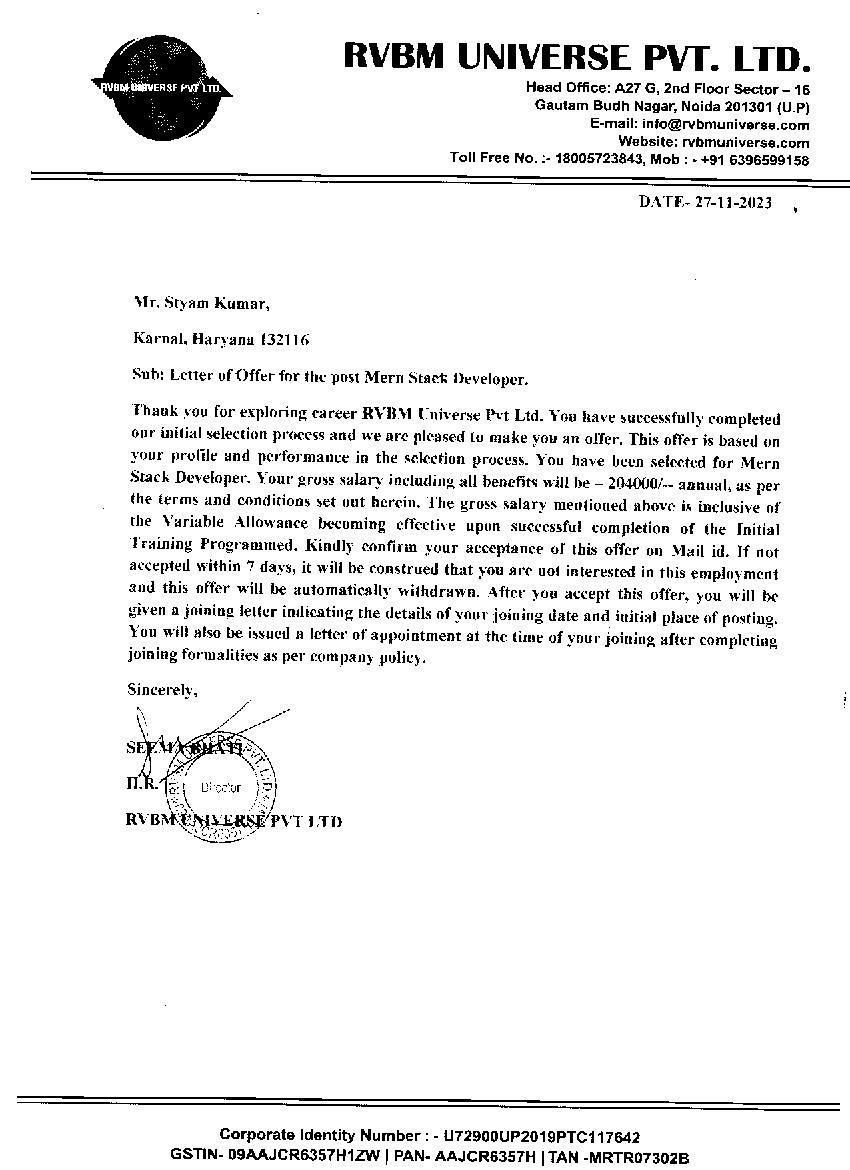 RVBM UNIVERSE PVT LTD.
RVBM UNIVERSE PVT. LTD.
Head Office: A27 G, 2nd Floor Sector – 16
Gautam Budh Nagar, Noida 201301 (U.P)
E-mail: info@rvbmuniverse.com
Website: rvbmuniverse.com
Toll Free No. :- 18005723843, Mob : - +91 6396599158
DATE- 27-11-2023
Mr. Styam Kumar,
Karnal, Haryana 132116
Sub: Letter of Offer for the post Mern Stack Developer.
Thank you for exploring career RVBM Universe Pvt Ltd. You have successfully completed
our initial selection process and we are pleased to make you an offer. This offer is based on
your profile and performance in the selection process. You have been selected for Mern
Stack Developer. Your gross salary including all benefits will be – 204000/-- annual, as per
the terms and conditions set out herein. The gross salary mentioned above is inclusive of
the Variable Allowance becoming effective upon successful completion of the Initial
Training Programmed. Kindly confirm your acceptance of this offer on Mail id. If not
accepted within 7 days, it will be construed that you are not interested in this employment
and this offer will be automatically withdrawn. After you accept this offer, you will be
given a joining letter indicating the details of your joining date and initial place of posting.
You will also be issued a letter of appointment at the time of your joining after completing
joining formalities as per company policy.
Sincerely,
SEEMA BHATI
H.R.
Director
RVBM UNIVERSE PVT LTD
Corporate Identity Number : - U72900UP2019PTC117642
GSTIN- 09AAJCR6357H1ZW | PAN- AAJCR6357H | TAN -MRTR07302B